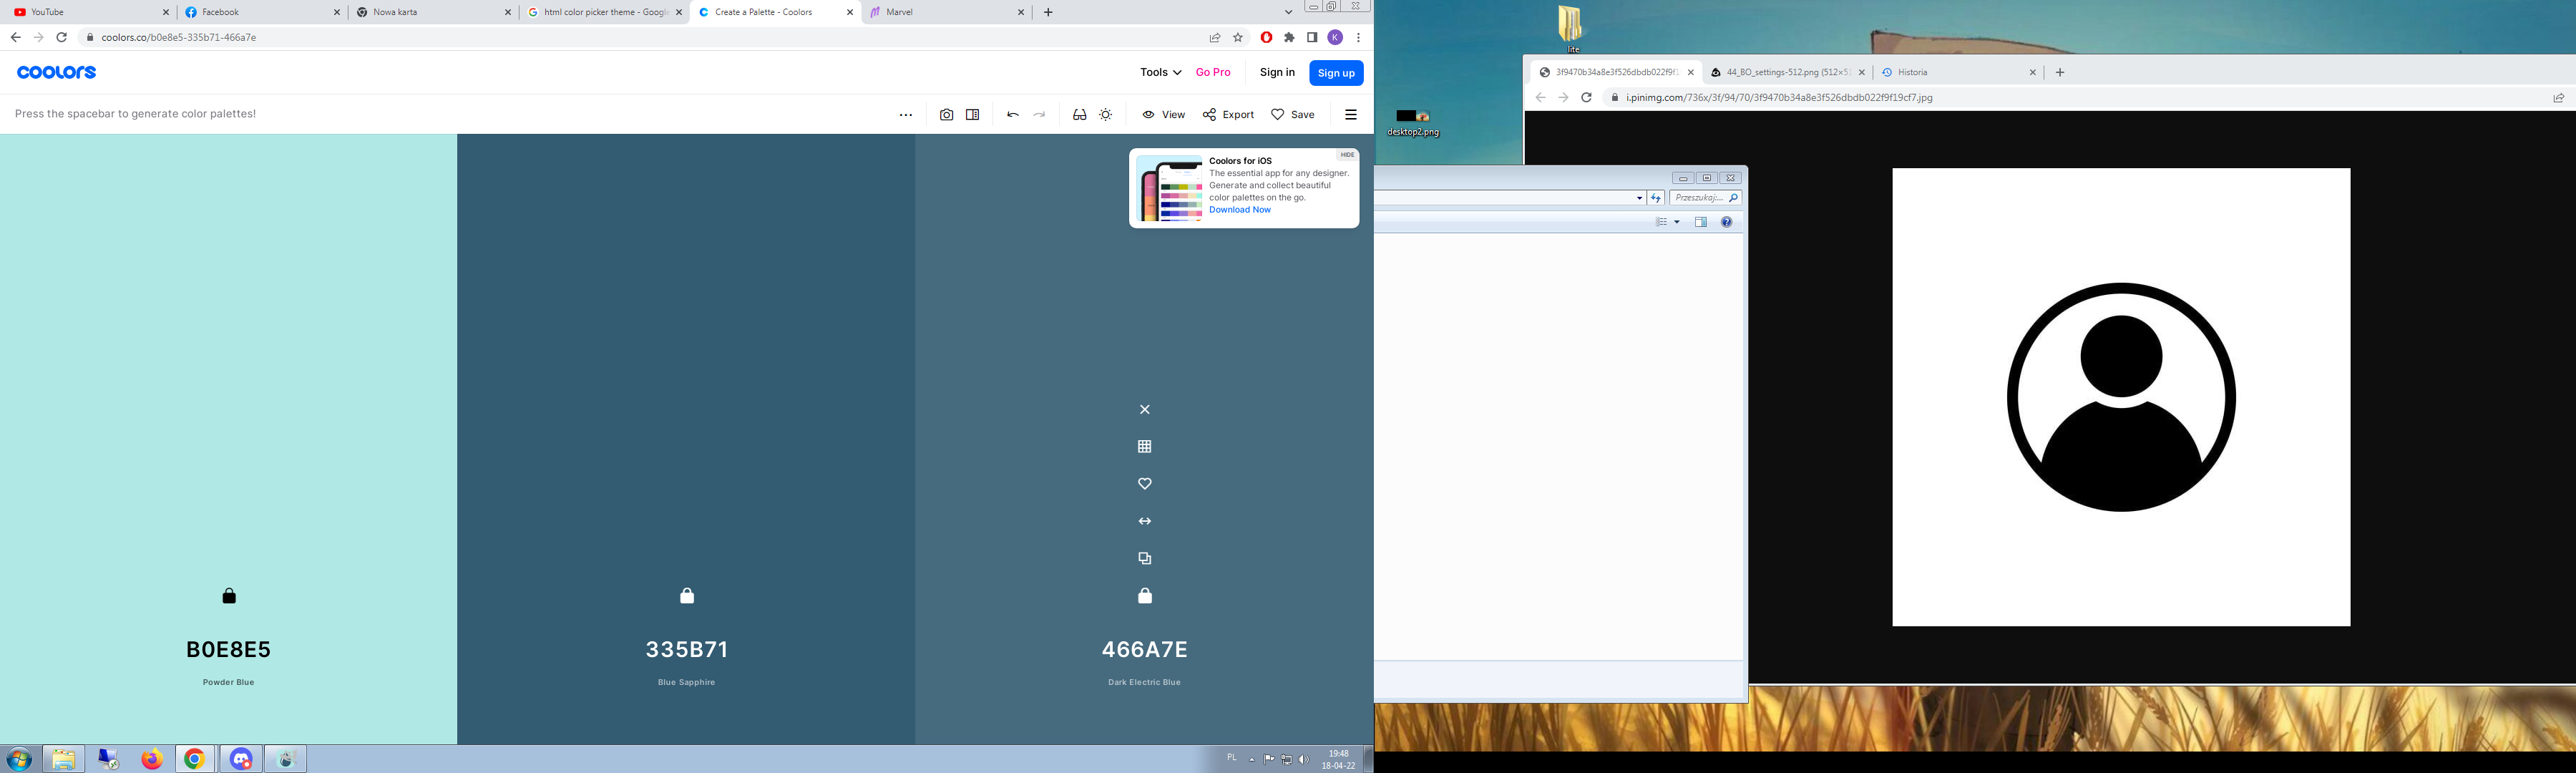 YouTube
Facebook
Nowa karta
html color picker theme - Google
Create a Palette - Coolors
Marvel
coolors.co/b0e8e5-335b71-466a7e
K
coolors
Tools
Go Pro
Sign in
Sign up
Press the spacebar to generate color palettes!
View
Export
Save
HIDE
Coolors for iOS
The essential app for any designer.
Generate and collect beautiful
color palettes on the go.
Download Now
B0E8E5
Powder Blue
335B71
Blue Sapphire
466A7E
Dark Electric Blue
PL
19:48
18-04-22
lite
desktop2.png
3f9470b34a8e3f526dbdb022f9f1
44_BO_settings-512.png (512×51
Historia
i.pinimg.com/736x/3f/94/70/3f9470b34a8e3f526dbdb022f9f19cf7.jpg
Przeszukaj:...